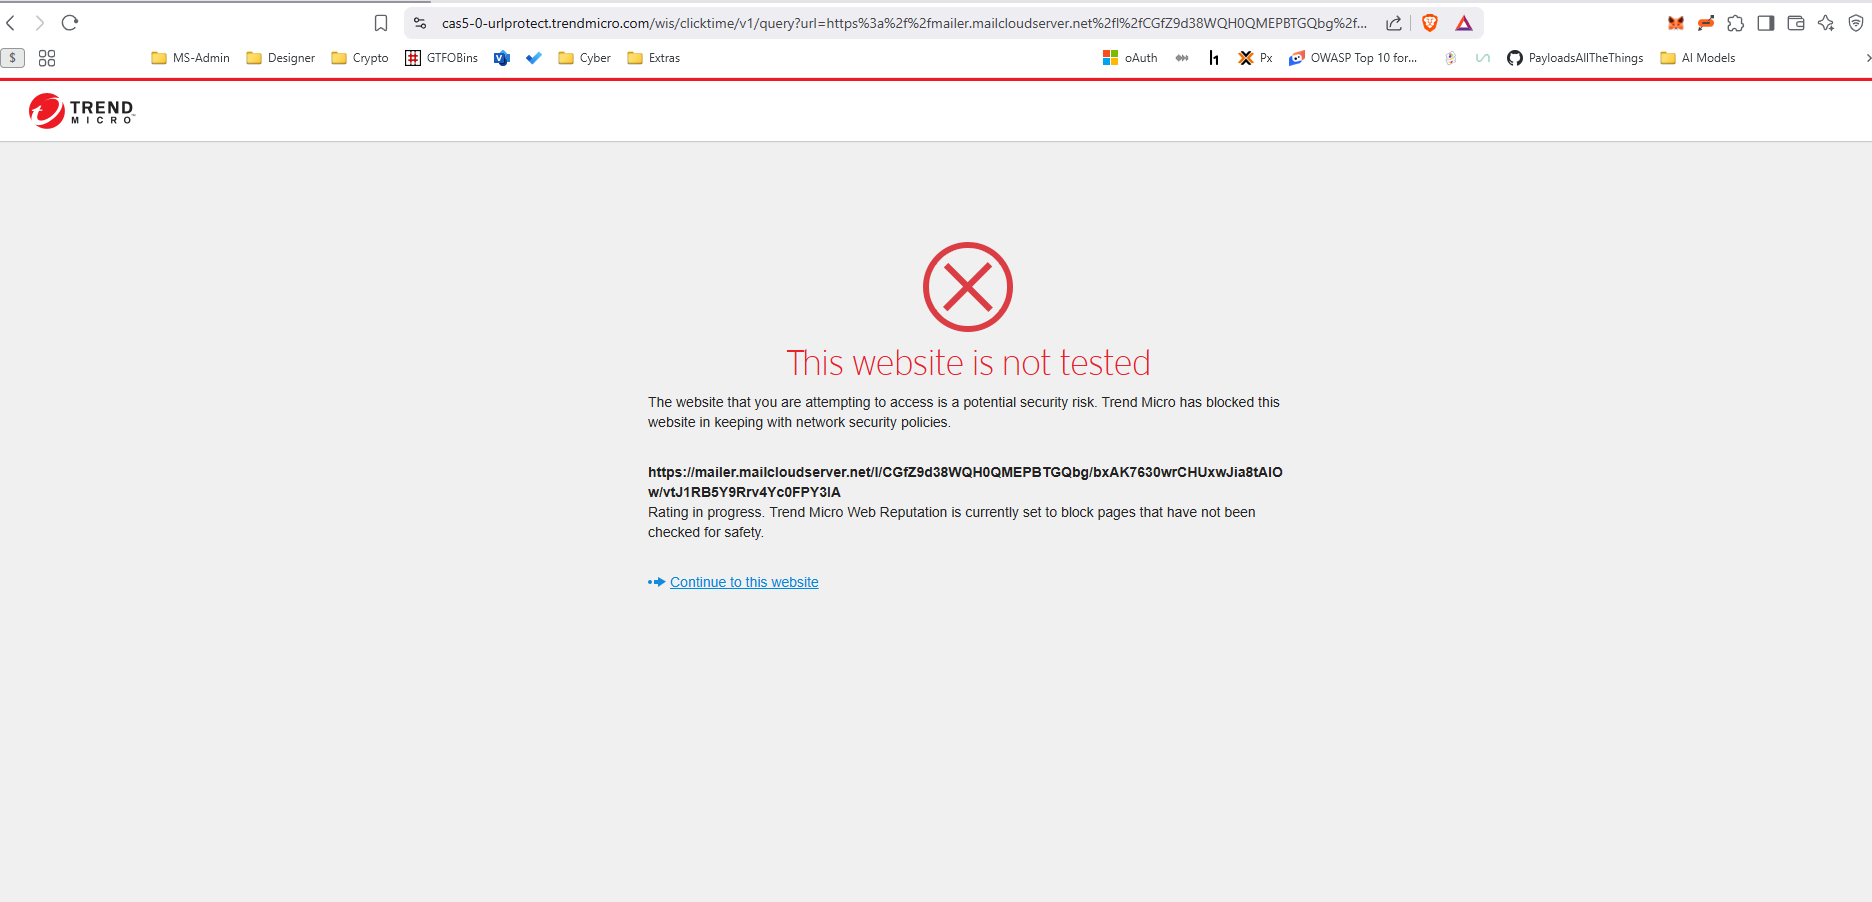 cas5-0-urlprotect.trendmicro.com/wis/clicktime/v1/query?url=https%3a%2f%2fmailer.mailcloudserver.net%2fl%2fCGfZ9d38WQH0QMEPBTGQbg%2f...
$
MS-Admin
Designer
Crypto
GTFOBins
Cyber
Extras
oAuth
Px
OWASP Top 10 for...
PayloadsAllTheThings
AI Models
TREND
MICRO
This website is not tested
The website that you are attempting to access is a potential security risk. Trend Micro has blocked this
website in keeping with network security policies.
https://mailer.mailcloudserver.net/l/CGfZ9d38WQH0QMEPBTGQbg/bxAK7630wrCHUxwJia8tAIO
w/vtJ1RB5Y9Rrv4Yc0FPY3IA
Rating in progress. Trend Micro Web Reputation is currently set to block pages that have not been
checked for safety.
Continue to this website